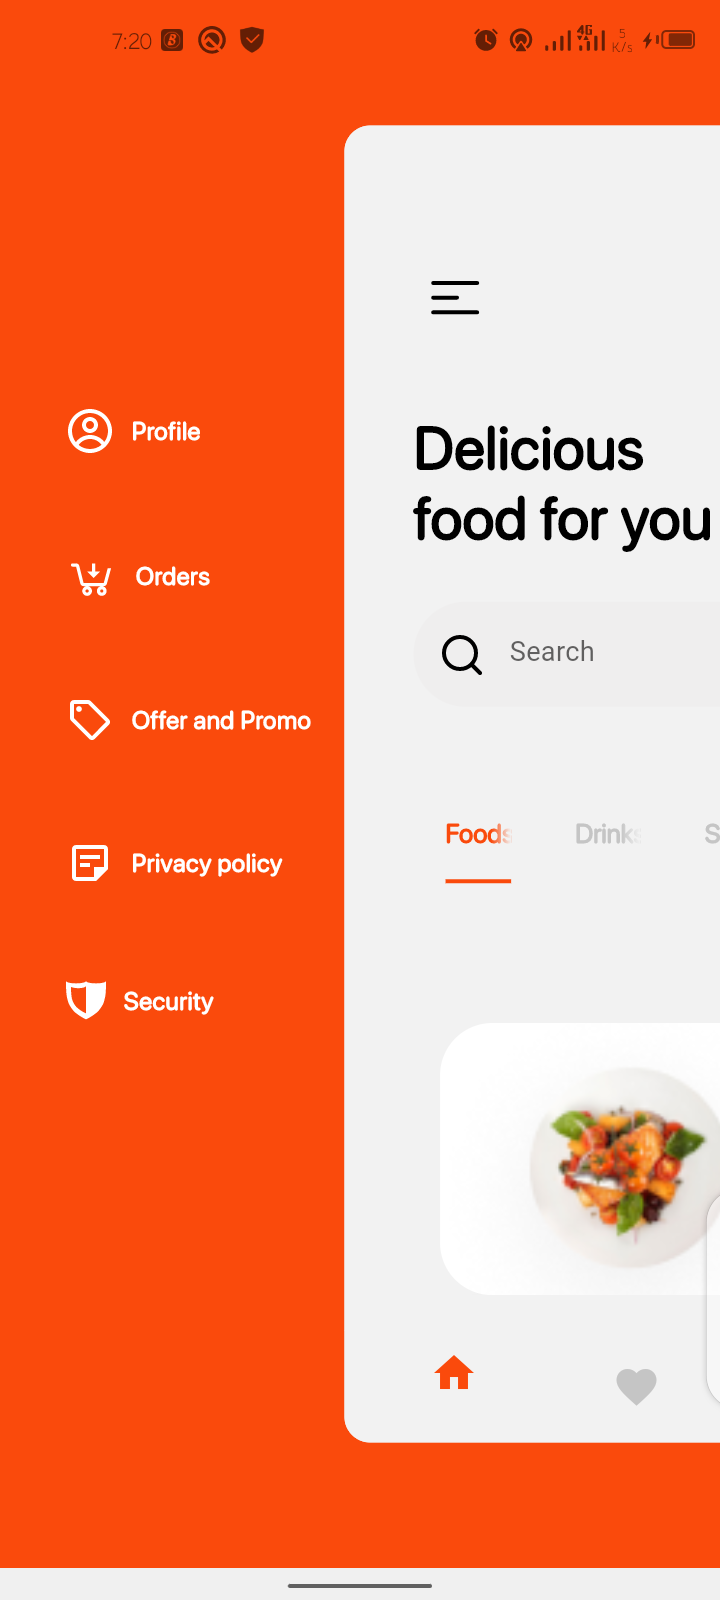 7:20
4G
5
K/s
Profile
Orders
Offer and Promo
Privacy policy
Security
Delicious
food for you
Search
Foods
Drinks
S